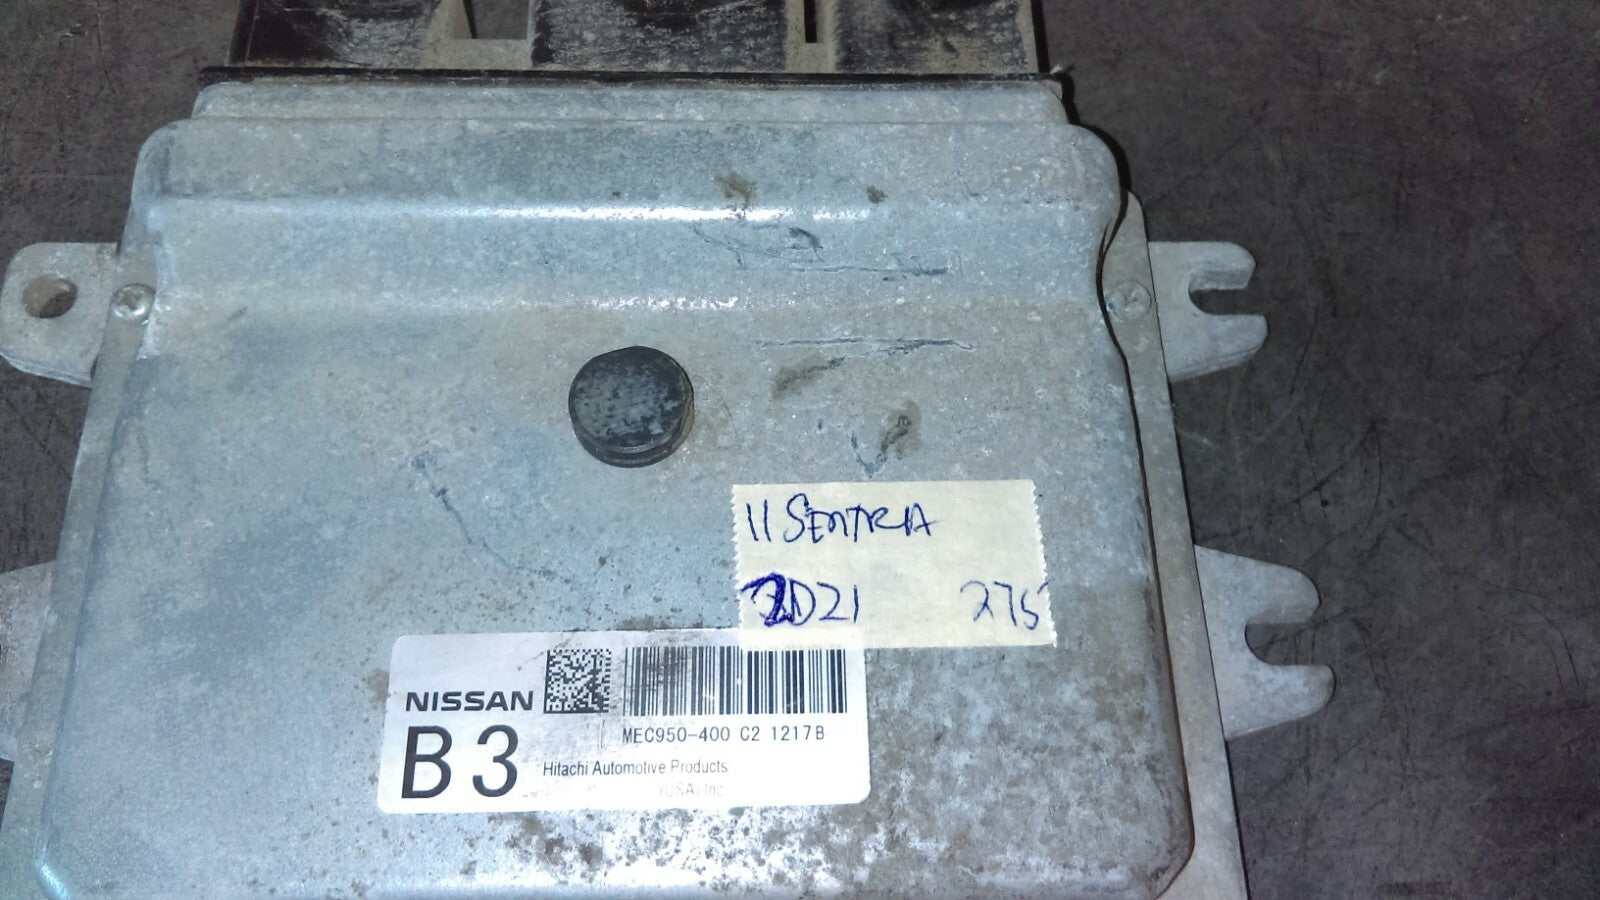 11 SENTRA
2D21 275
NISSAN
B3
MEC950-400 C2 1217B
Hitachi Automotive Products
(USA) Inc